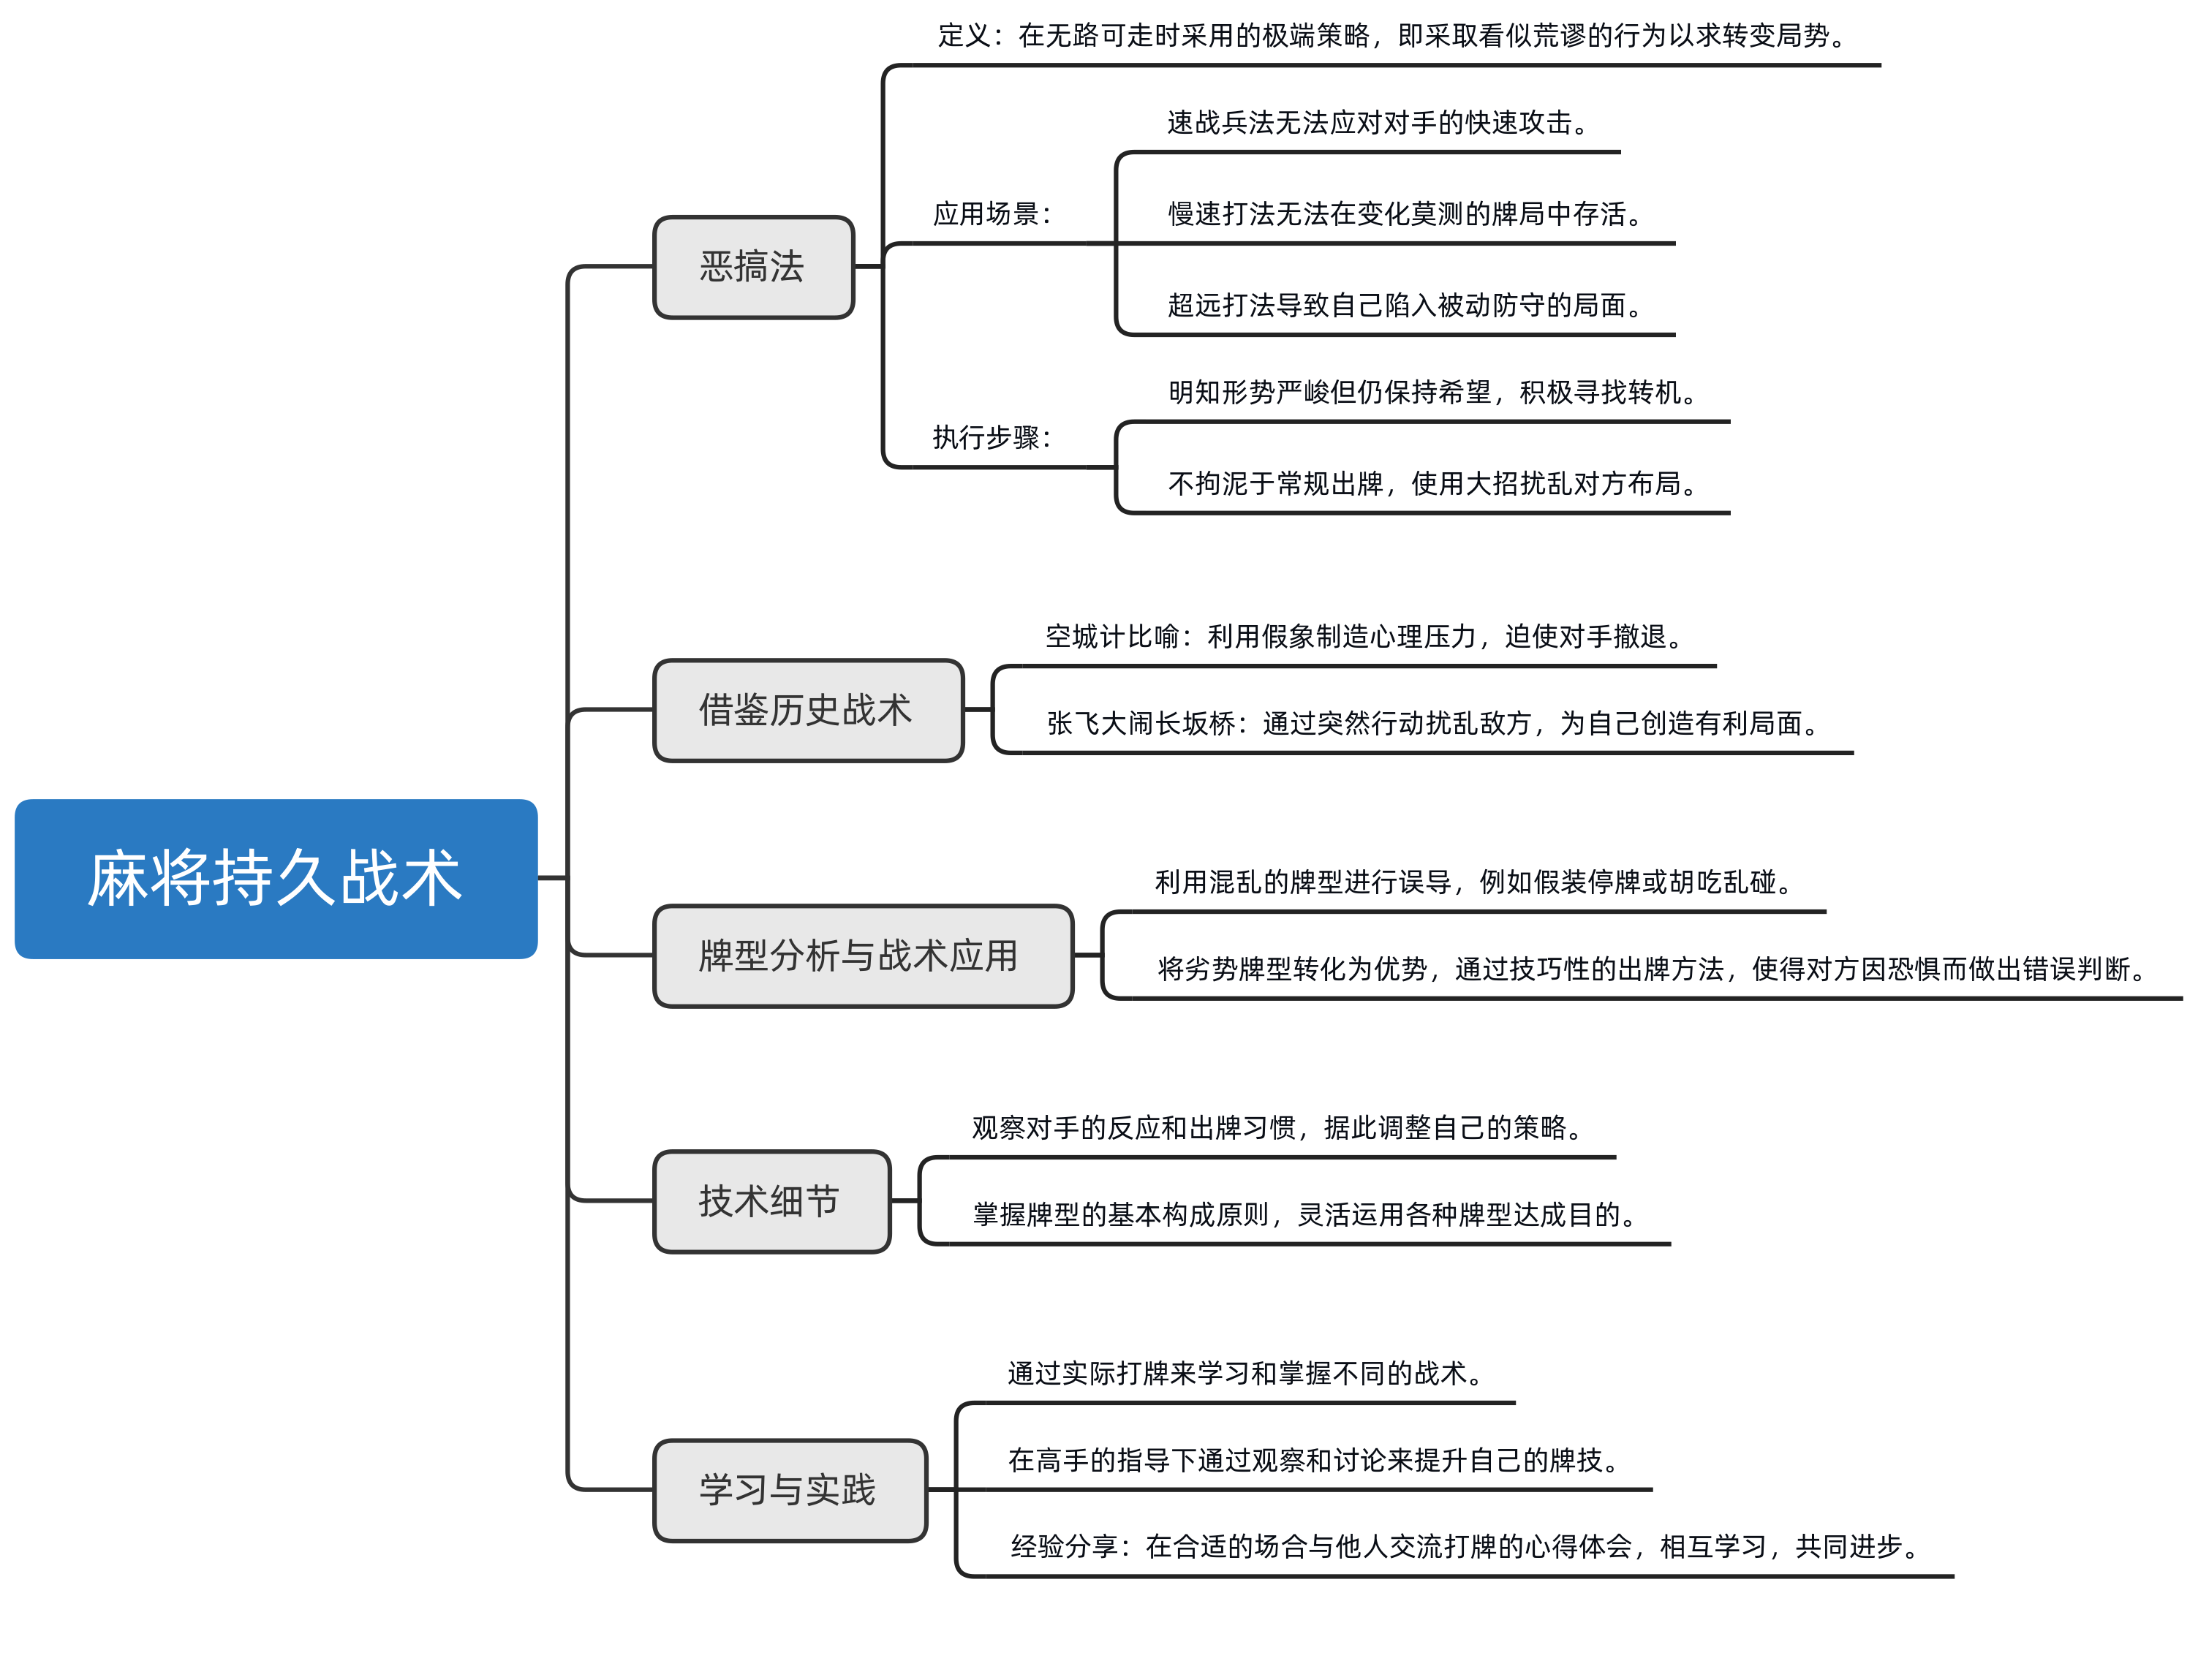 麻将持久战术
恶搞法
定义：在无路可走时采用的极端策略，即采取看似荒谬的行为以求转变局势。
应用场景：
速战兵法无法应对对手的快速攻击。
慢速打法无法在变化莫测的牌局中存活。
超远打法导致自己陷入被动防守的局面。
执行步骤：
明知形势严峻但仍保持希望，积极寻找转机。
不拘泥于常规出牌，使用大招扰乱对方布局。
借鉴历史战术
空城计比喻：利用假象制造心理压力，迫使对手撤退。
张飞大闹长坂桥：通过突然行动扰乱敌方，为自己创造有利局面。
牌型分析与战术应用
利用混乱的牌型进行误导，例如假装停牌或胡吃乱碰。
将劣势牌型转化为优势，通过技巧性的出牌方法，使得对方因恐惧而做出错误判断。
技术细节
观察对手的反应和出牌习惯，据此调整自己的策略。
掌握牌型的基本构成原则，灵活运用各种牌型达成目的。
学习与实践
通过实际打牌来学习和掌握不同的战术。
在高手的指导下通过观察和讨论来提升自己的牌技。
经验分享：在合适的场合与他人交流打牌的心得体会，相互学习，共同进步。